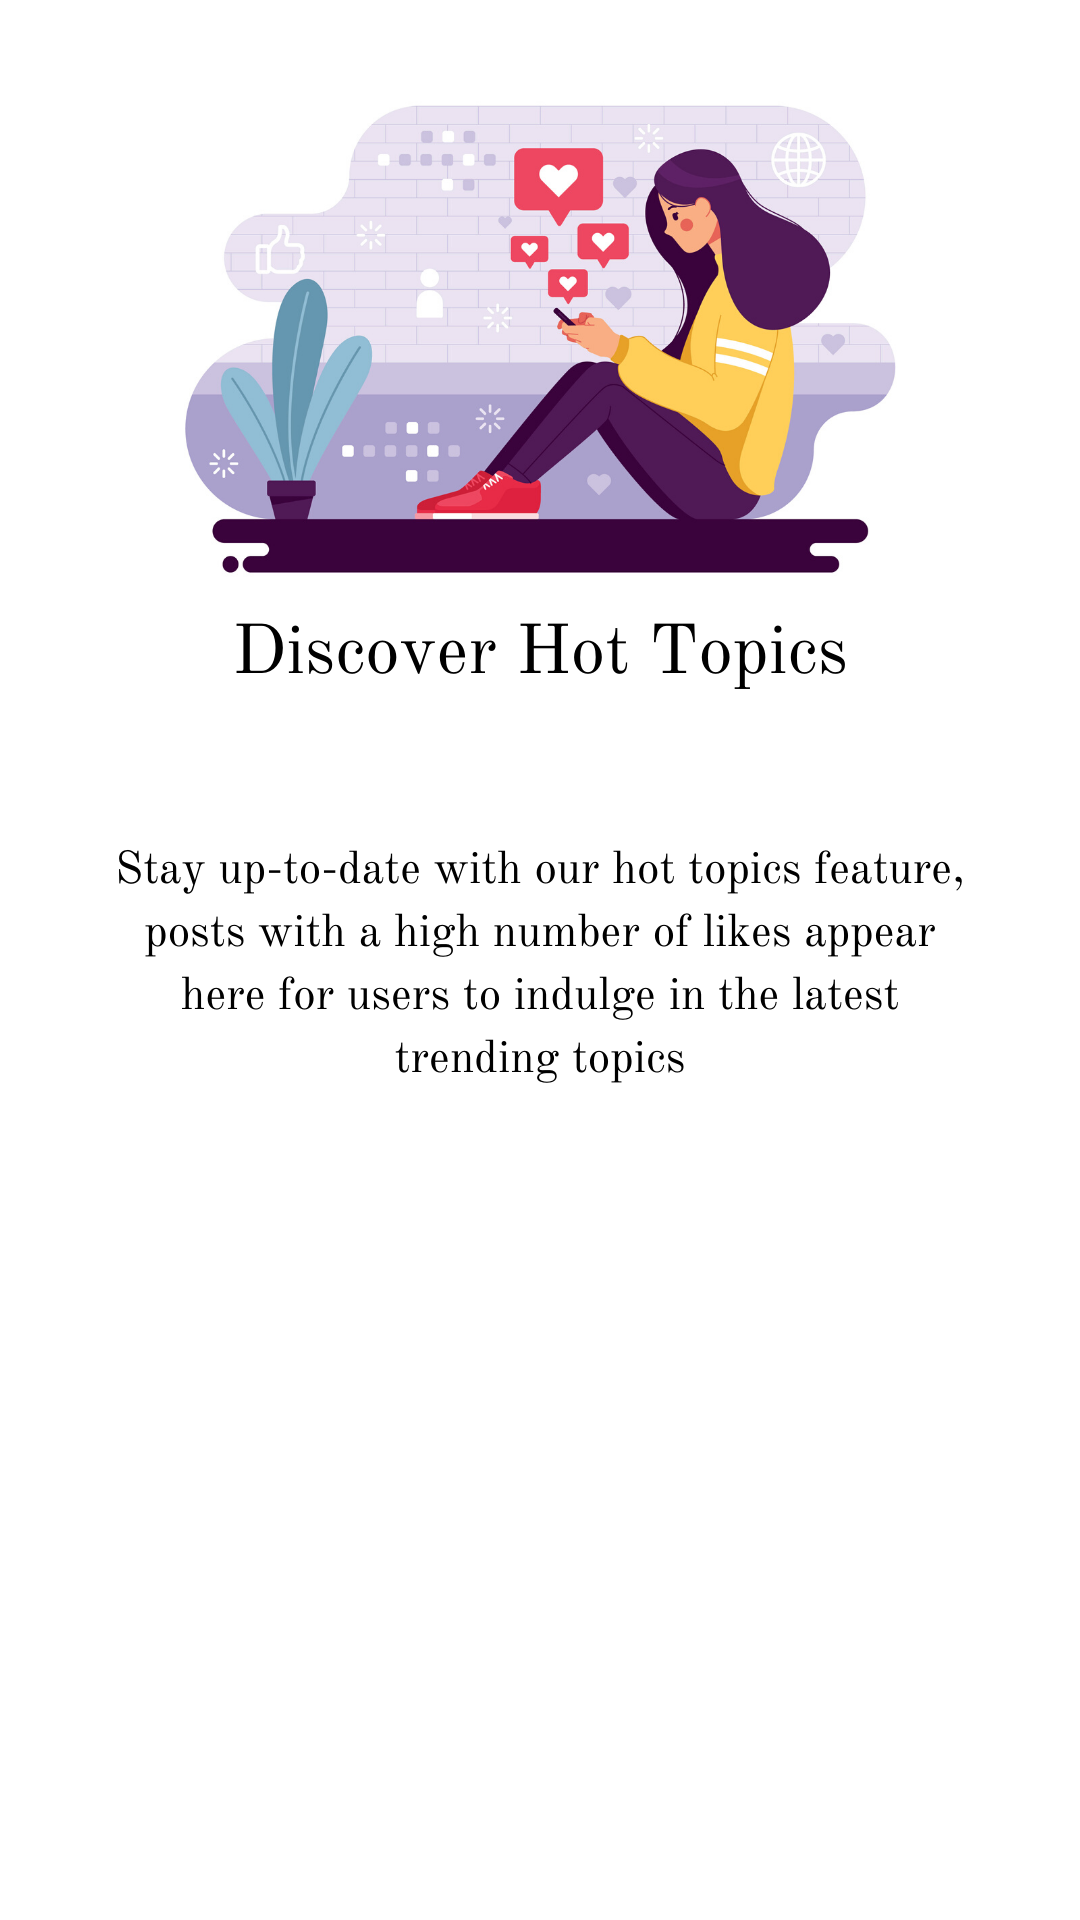 Discover Hot Topics
Stay up-to-date with our hot topics feature,
posts with a high number of likes appear
here for users to indulge in the latest
trending topics